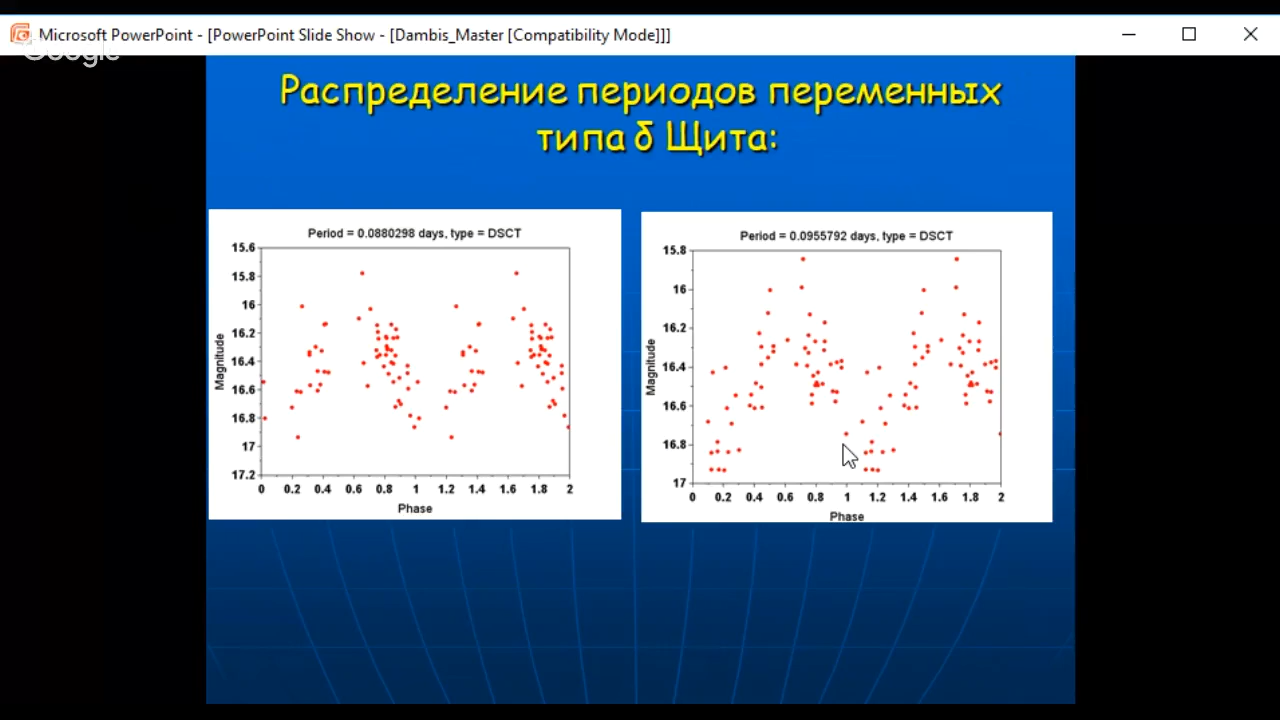 Microsoft PowerPoint - [PowerPoint Slide Show - [Dambis_Master [Compatibility Mode]]]
Google
Распределение периодов переменных
типа δ Щита:
Period = 0.0880298 days, type = DSCT
15.6
15.8
16
16.2
16.4
16.6
16.8
17
17.2
Magnitude
0 0.2 0.4 0.6 0.8 1 1.2 1.4 1.6 1.8 2
Phase
Period = 0.0955792 days, type = DSCT
15.8
16
16.2
16.4
16.6
16.8
17
Magnitude
0 0.2 0.4 0.6 0.8 1 1.2 1.4 1.6 1.8 2
Phase